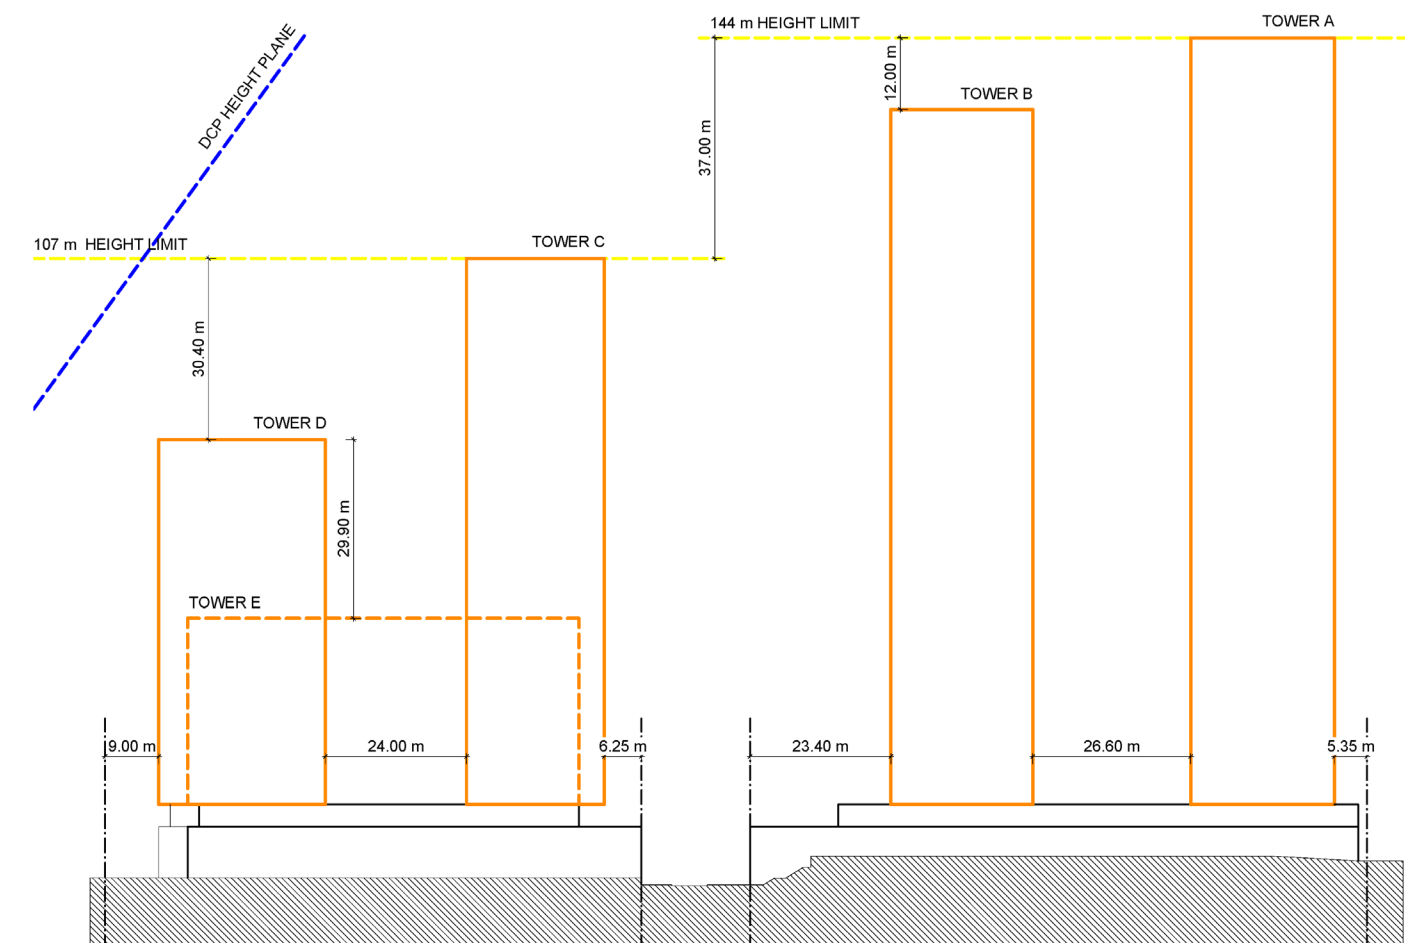 144 m HEIGHT LIMIT
TOWER A
DCP HEIGHT PLANE
12.00 m
TOWER B
37.00 m
107 m  HEIGHT LIMIT
TOWER C
30.40 m
TOWER D
29.90 m
TOWER E
9.00 m
24.00 m
6.25 m
23.40 m
26.60 m
5.35 m